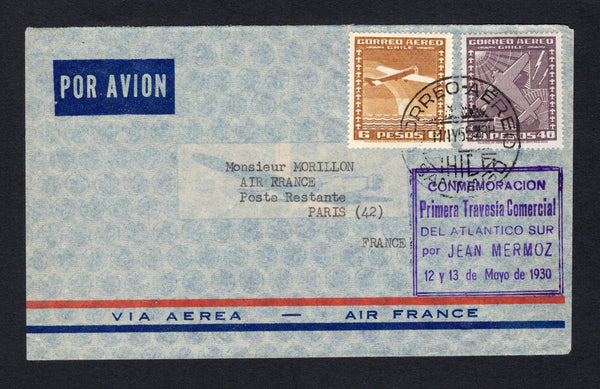 POR AVION
CORREO AEREO
CHILE
6 PESOS
CORREO AEREO
CHILE
PESOS 40
CORREO-AEREO
CHILE
Monsieur MORILLON
AIR FRANCE
Poste Restante
PARIS (42)
FRANCE
CONMEMORACION
Primera Travesia Comercial
DEL ATLANTICO SUR
por JEAN MERMOZ
12 y 13 de Mayo de 1930
VIA AEREA — AIR FRANCE